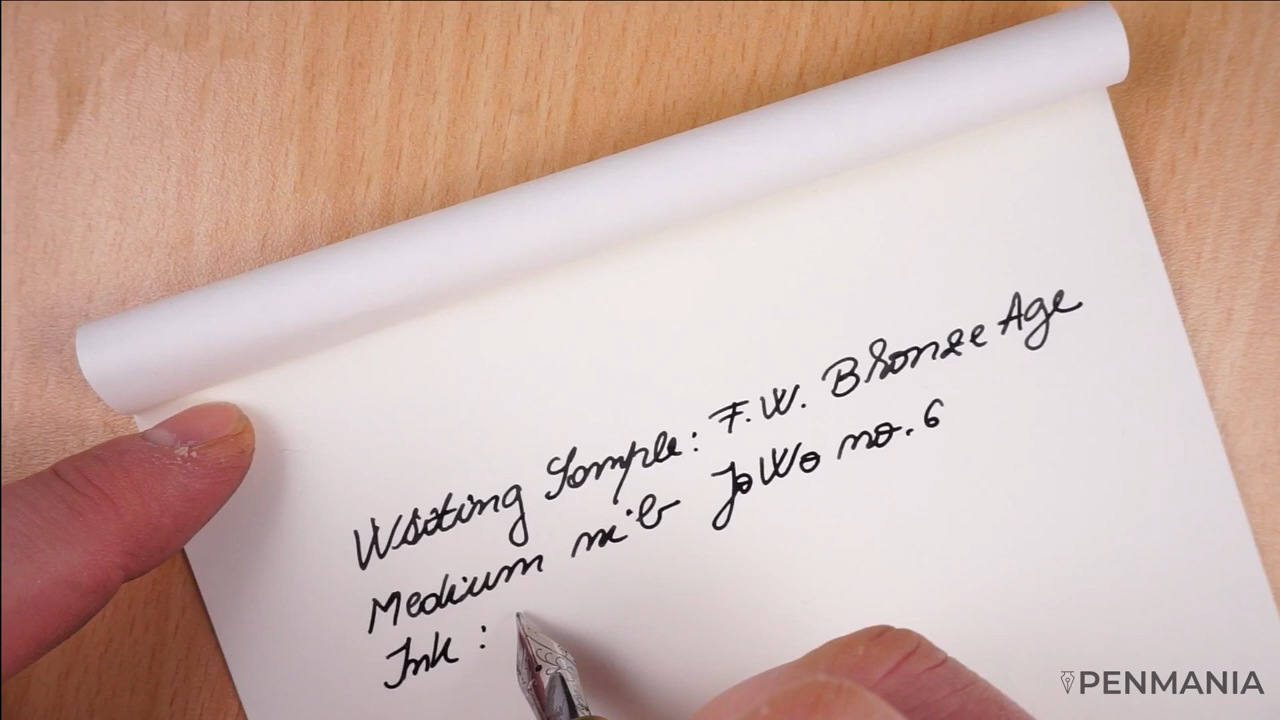 Writing Sample: F.W. Bronze Age
Medium nib JoWo no. 6
Ink :
PENMANIA